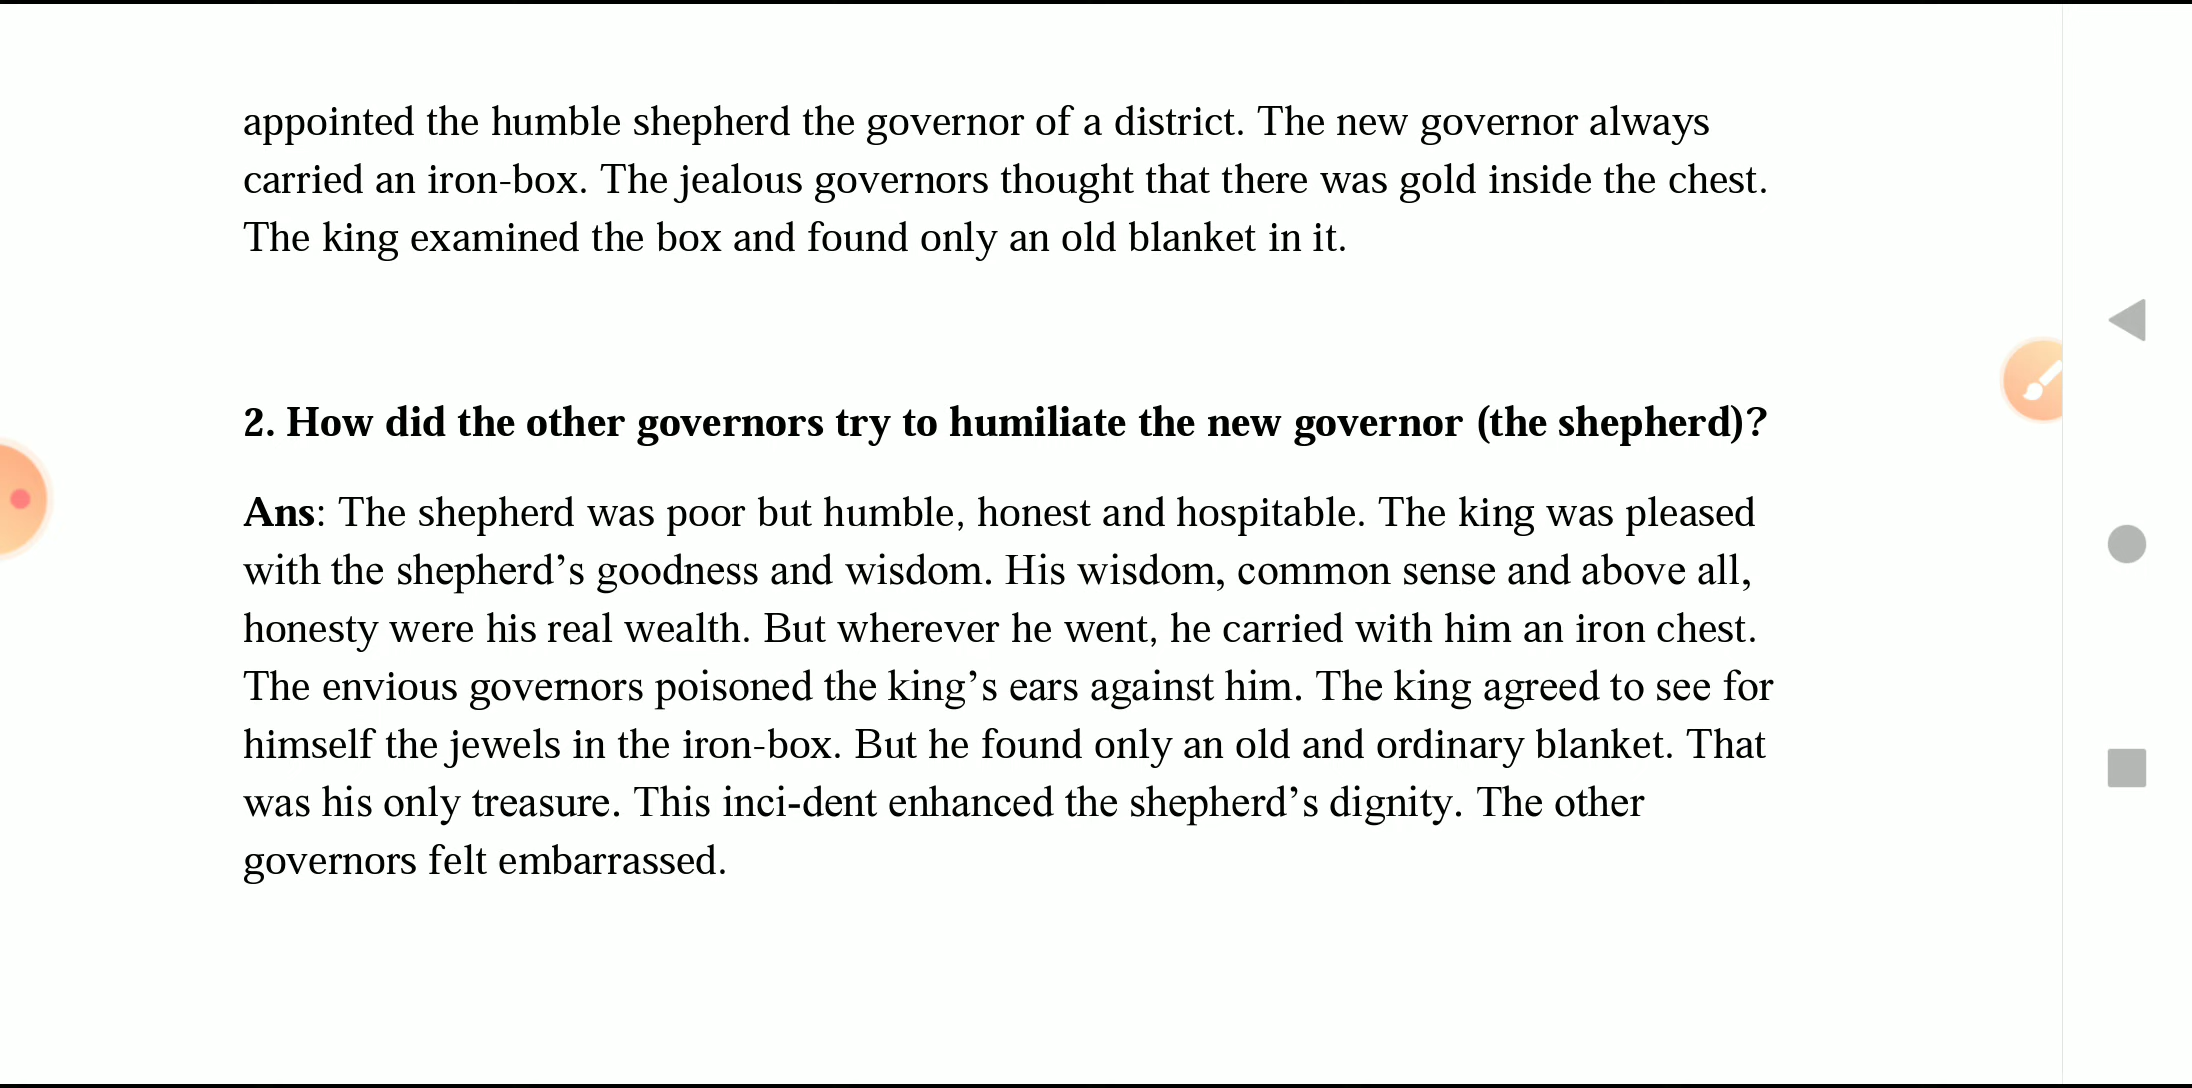 appointed the humble shepherd the governor of a district. The new governor always
carried an iron-box. The jealous governors thought that there was gold inside the chest.
The king examined the box and found only an old blanket in it.
2. How did the other governors try to humiliate the new governor (the shepherd)?
Ans: The shepherd was poor but humble, honest and hospitable. The king was pleased
with the shepherd’s goodness and wisdom. His wisdom, common sense and above all,
honesty were his real wealth. But wherever he went, he carried with him an iron chest.
The envious governors poisoned the king’s ears against him. The king agreed to see for
himself the jewels in the iron-box. But he found only an old and ordinary blanket. That
was his only treasure. This inci-dent enhanced the shepherd’s dignity. The other
governors felt embarrassed.